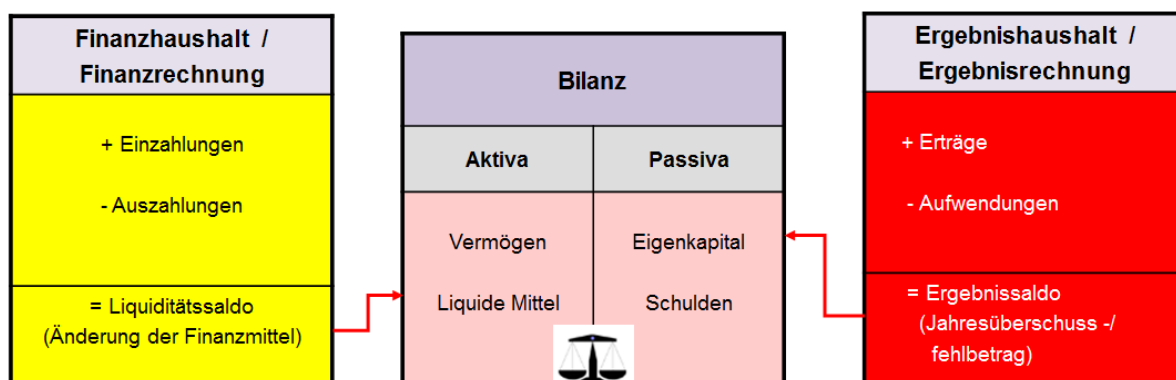 Finanzhaushalt /
Finanzrechnung
+ Einzahlungen
- Auszahlungen
= Liquiditätssaldo
(Änderung der Finanzmittel)
Bilanz
Aktiva
Passiva
Vermögen
Eigenkapital
Liquide Mittel
Schulden
Ergebnishaushalt /
Ergebnisrechnung
+ Erträge
- Aufwendungen
= Ergebnissaldo
(Jahresüberschuss -/
fehlbetrag)